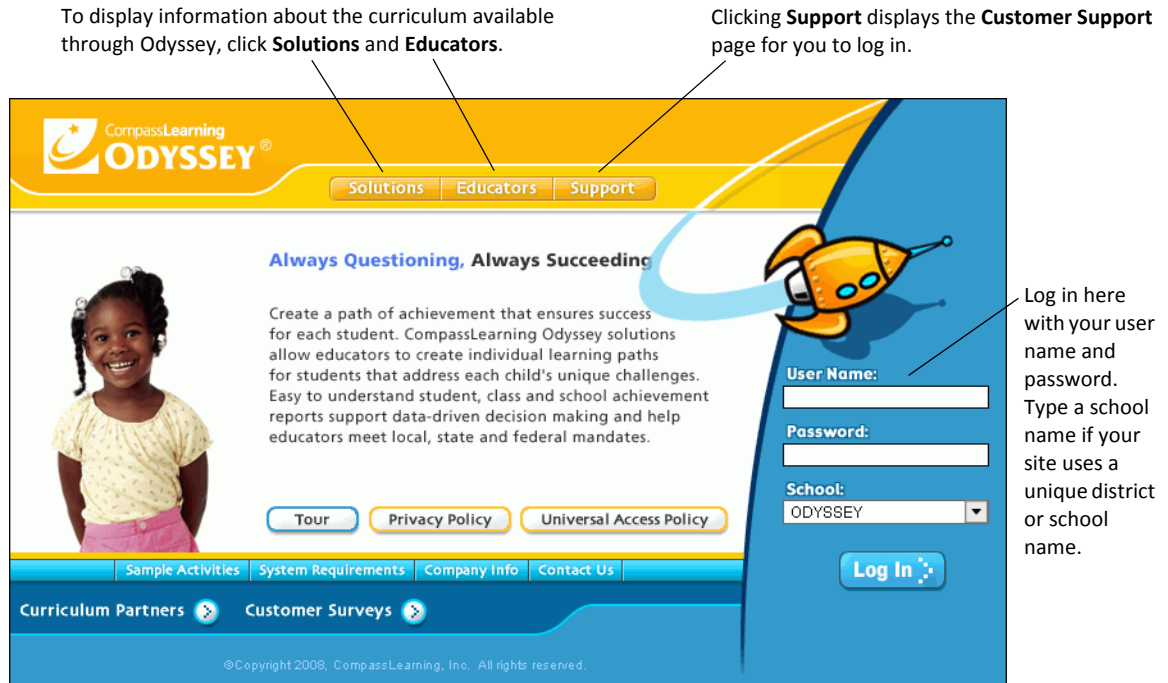 To display information about the curriculum available
through Odyssey, click Solutions and Educators.
Clicking Support displays the Customer Support
page for you to log in.
CompassLearning
ODYSSEY®
Solutions
Educators
Support
Always Questioning, Always Succeeding
Create a path of achievement that ensures success
for each student. CompassLearning Odyssey solutions
allow educators to create individual learning paths
for students that address each child's unique challenges.
Easy to understand student, class and school achievement
reports support data-driven decision making and help
educators meet local, state and federal mandates.
Tour
Privacy Policy
Universal Access Policy
User Name:
Password:
School:
ODYSSEY
Log In
Log in here
with your user
name and
password.
Type a school
name if your
site uses a
unique district
or school
name.
Sample Activities
System Requirements
Company Info
Contact Us
Curriculum Partners
Customer Surveys
©Copyright 2008, CompassLearning, Inc. All rights reserved.